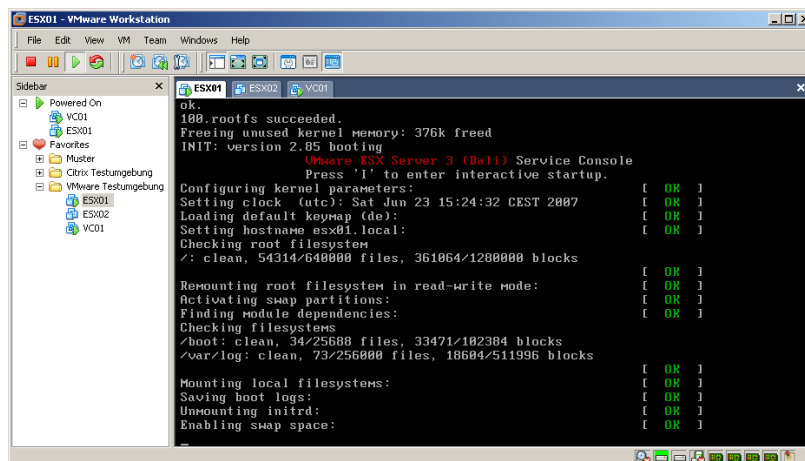 ESX01 - VMware Workstation
File Edit View VM Team Windows Help
Sidebar
Powered On
VC01
ESX01
Favorites
Muster
Citrix Testumgebung
VMware Testumgebung
ESX01
ESX02
VC01
ESX01 ESX02 VC01
ok.
100.rootfs succeeded.
Freeing unused kernel memory: 376k freed
INIT: version 2.85 booting
VMware ESX Server 3 (Dali) Service Console
Press 'I' to enter interactive startup.
Configuring kernel parameters: [ OK ]
Setting clock (utc): Sat Jun 23 15:24:32 CEST 2007 [ OK ]
Loading default keymap (de): [ OK ]
Setting hostname esx01.local: [ OK ]
Checking root filesystem
/: clean, 54314/640000 files, 361064/1280000 blocks
[ OK ]
Remounting root filesystem in read-write mode: [ OK ]
Activating swap partitions: [ OK ]
Finding module dependencies: [ OK ]
Checking filesystems
/boot: clean, 34/25688 files, 33471/102384 blocks
/var/log: clean, 73/256000 files, 18604/511996 blocks
[ OK ]
Mounting local filesystems: [ OK ]
Saving boot logs: [ OK ]
Unmounting initrd: [ OK ]
Enabling swap space: [ OK ]